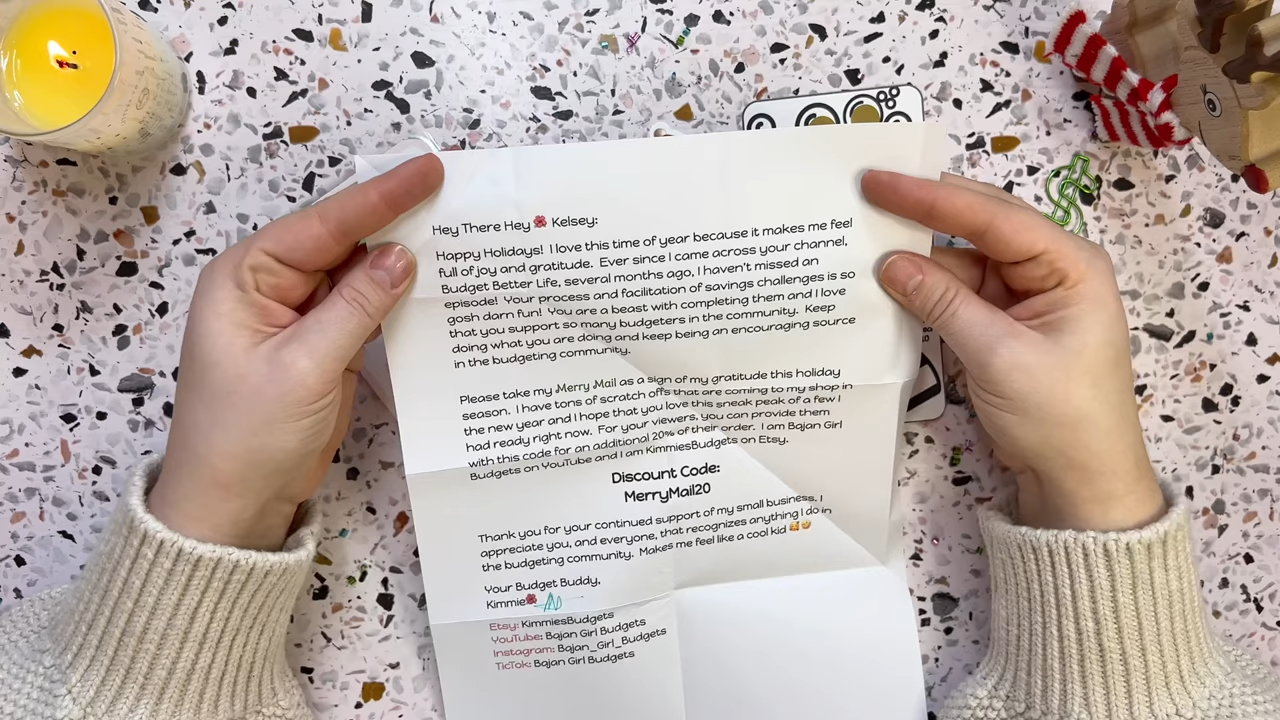 Hey There Hey🌺 Kelsey:
Happy Holidays! I love this time of year because it makes me feel
full of joy and gratitude. Ever since I came across your channel,
Budget Better Life, several months ago, I haven't missed an
episode! Your process and facilitation of savings challenges is so
gosh darn fun! You are a beast with completing them and I love
that you support so many budgeters in the community. Keep
doing what you are doing and keep being an encouraging source
in the budgeting community.
Please take my Merry Mail as a sign of my gratitude this holiday
season. I have tons of scratch offs that are coming to my shop in
the new year and I hope that you love this sneak peak of a few I
had ready right now. For your viewers, you can provide them
with this code for an additional 20% of their order. I am Bajan Girl
Budgets on YouTube and I am KimmiesBudgets on Etsy.
Discount Code:
MerryMail20
Thank you for your continued support of my small business. I
appreciate you, and everyone, that recognizes anything I do in
the budgeting community. Makes me feel like a cool kid 🥰🤗
Your Budget Buddy,
Kimmie🌺
Etsy: KimmiesBudgets
YouTube: Bajan Girl Budgets
Instagram: Bajan_Girl_Budgets
TicTok: Bajan Girl Budgets